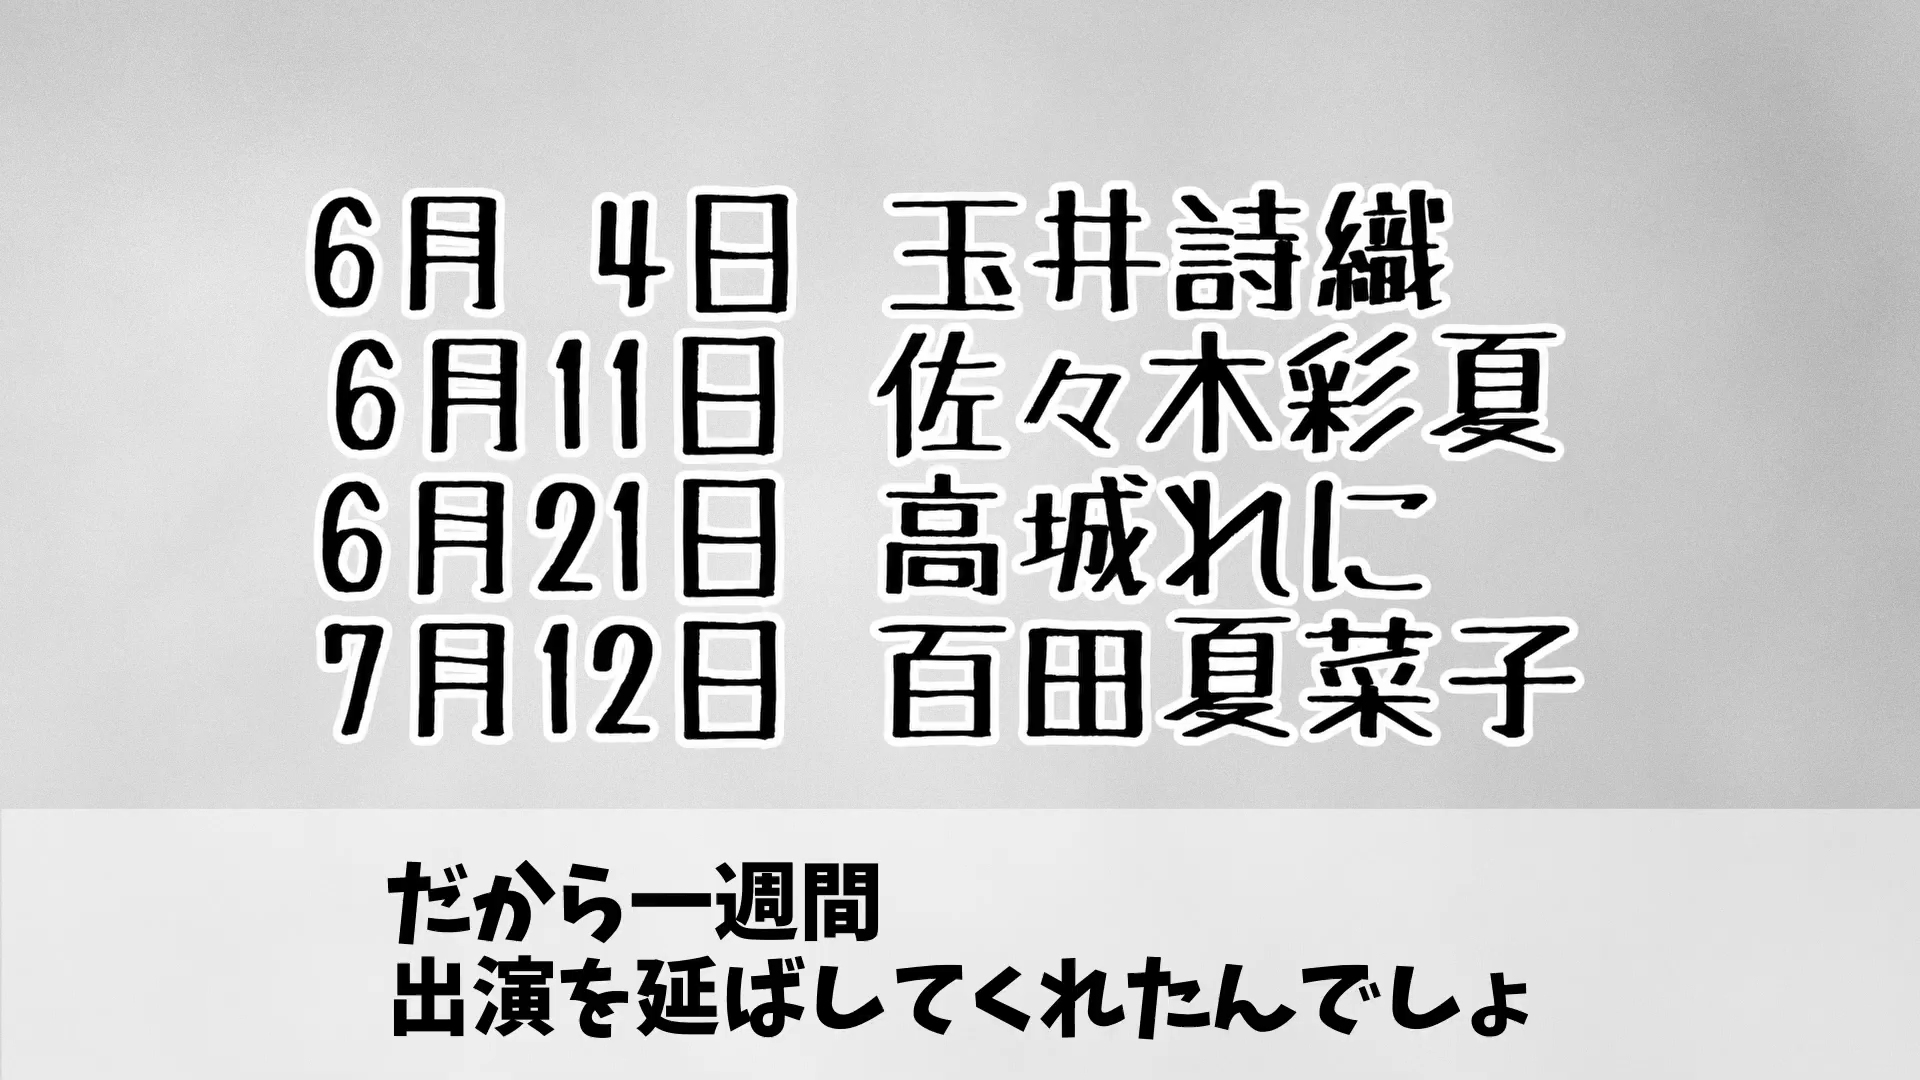 6月 4日 玉井詩織
6月11日 佐々木彩夏
6月21日 高城れに
7月12日 百田夏菜子
だから一週間
出演を延ばしてくれたんでしょ